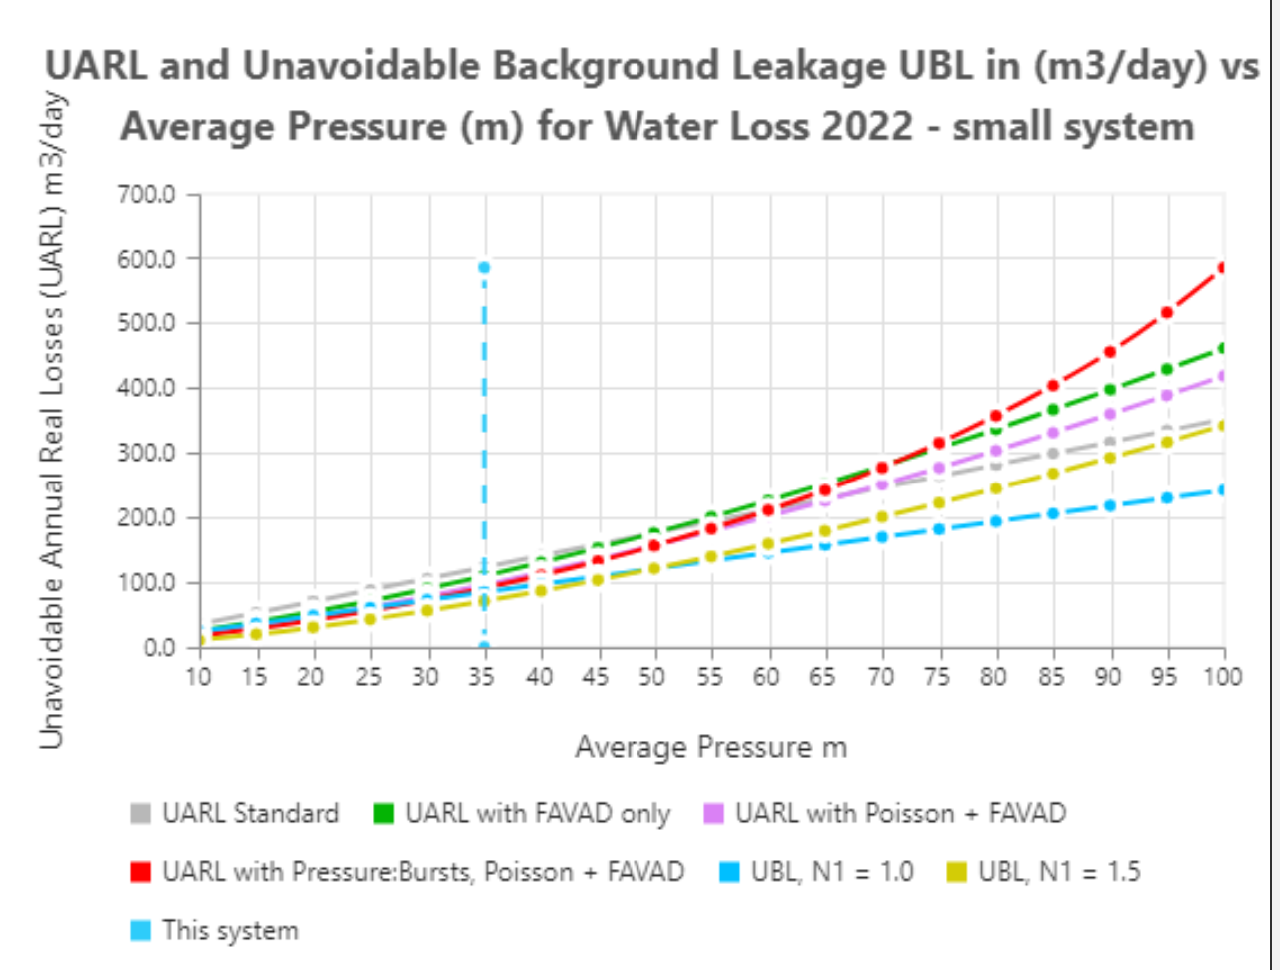 UARL and Unavoidable Background Leakage UBL in (m3/day) vs
Average Pressure (m) for Water Loss 2022 - small system
Unavoidable Annual Real Losses (UARL) m3/day
700.0
600.0
500.0
400.0
300.0
200.0
100.0
0.0
10 15 20 25 30 35 40 45 50 55 60 65 70 75 80 85 90 95 100
Average Pressure m
UARL Standard UARL with FAVAD only UARL with Poisson + FAVAD
UARL with Pressure:Bursts, Poisson + FAVAD UBL, N1 = 1.0 UBL, N1 = 1.5
This system